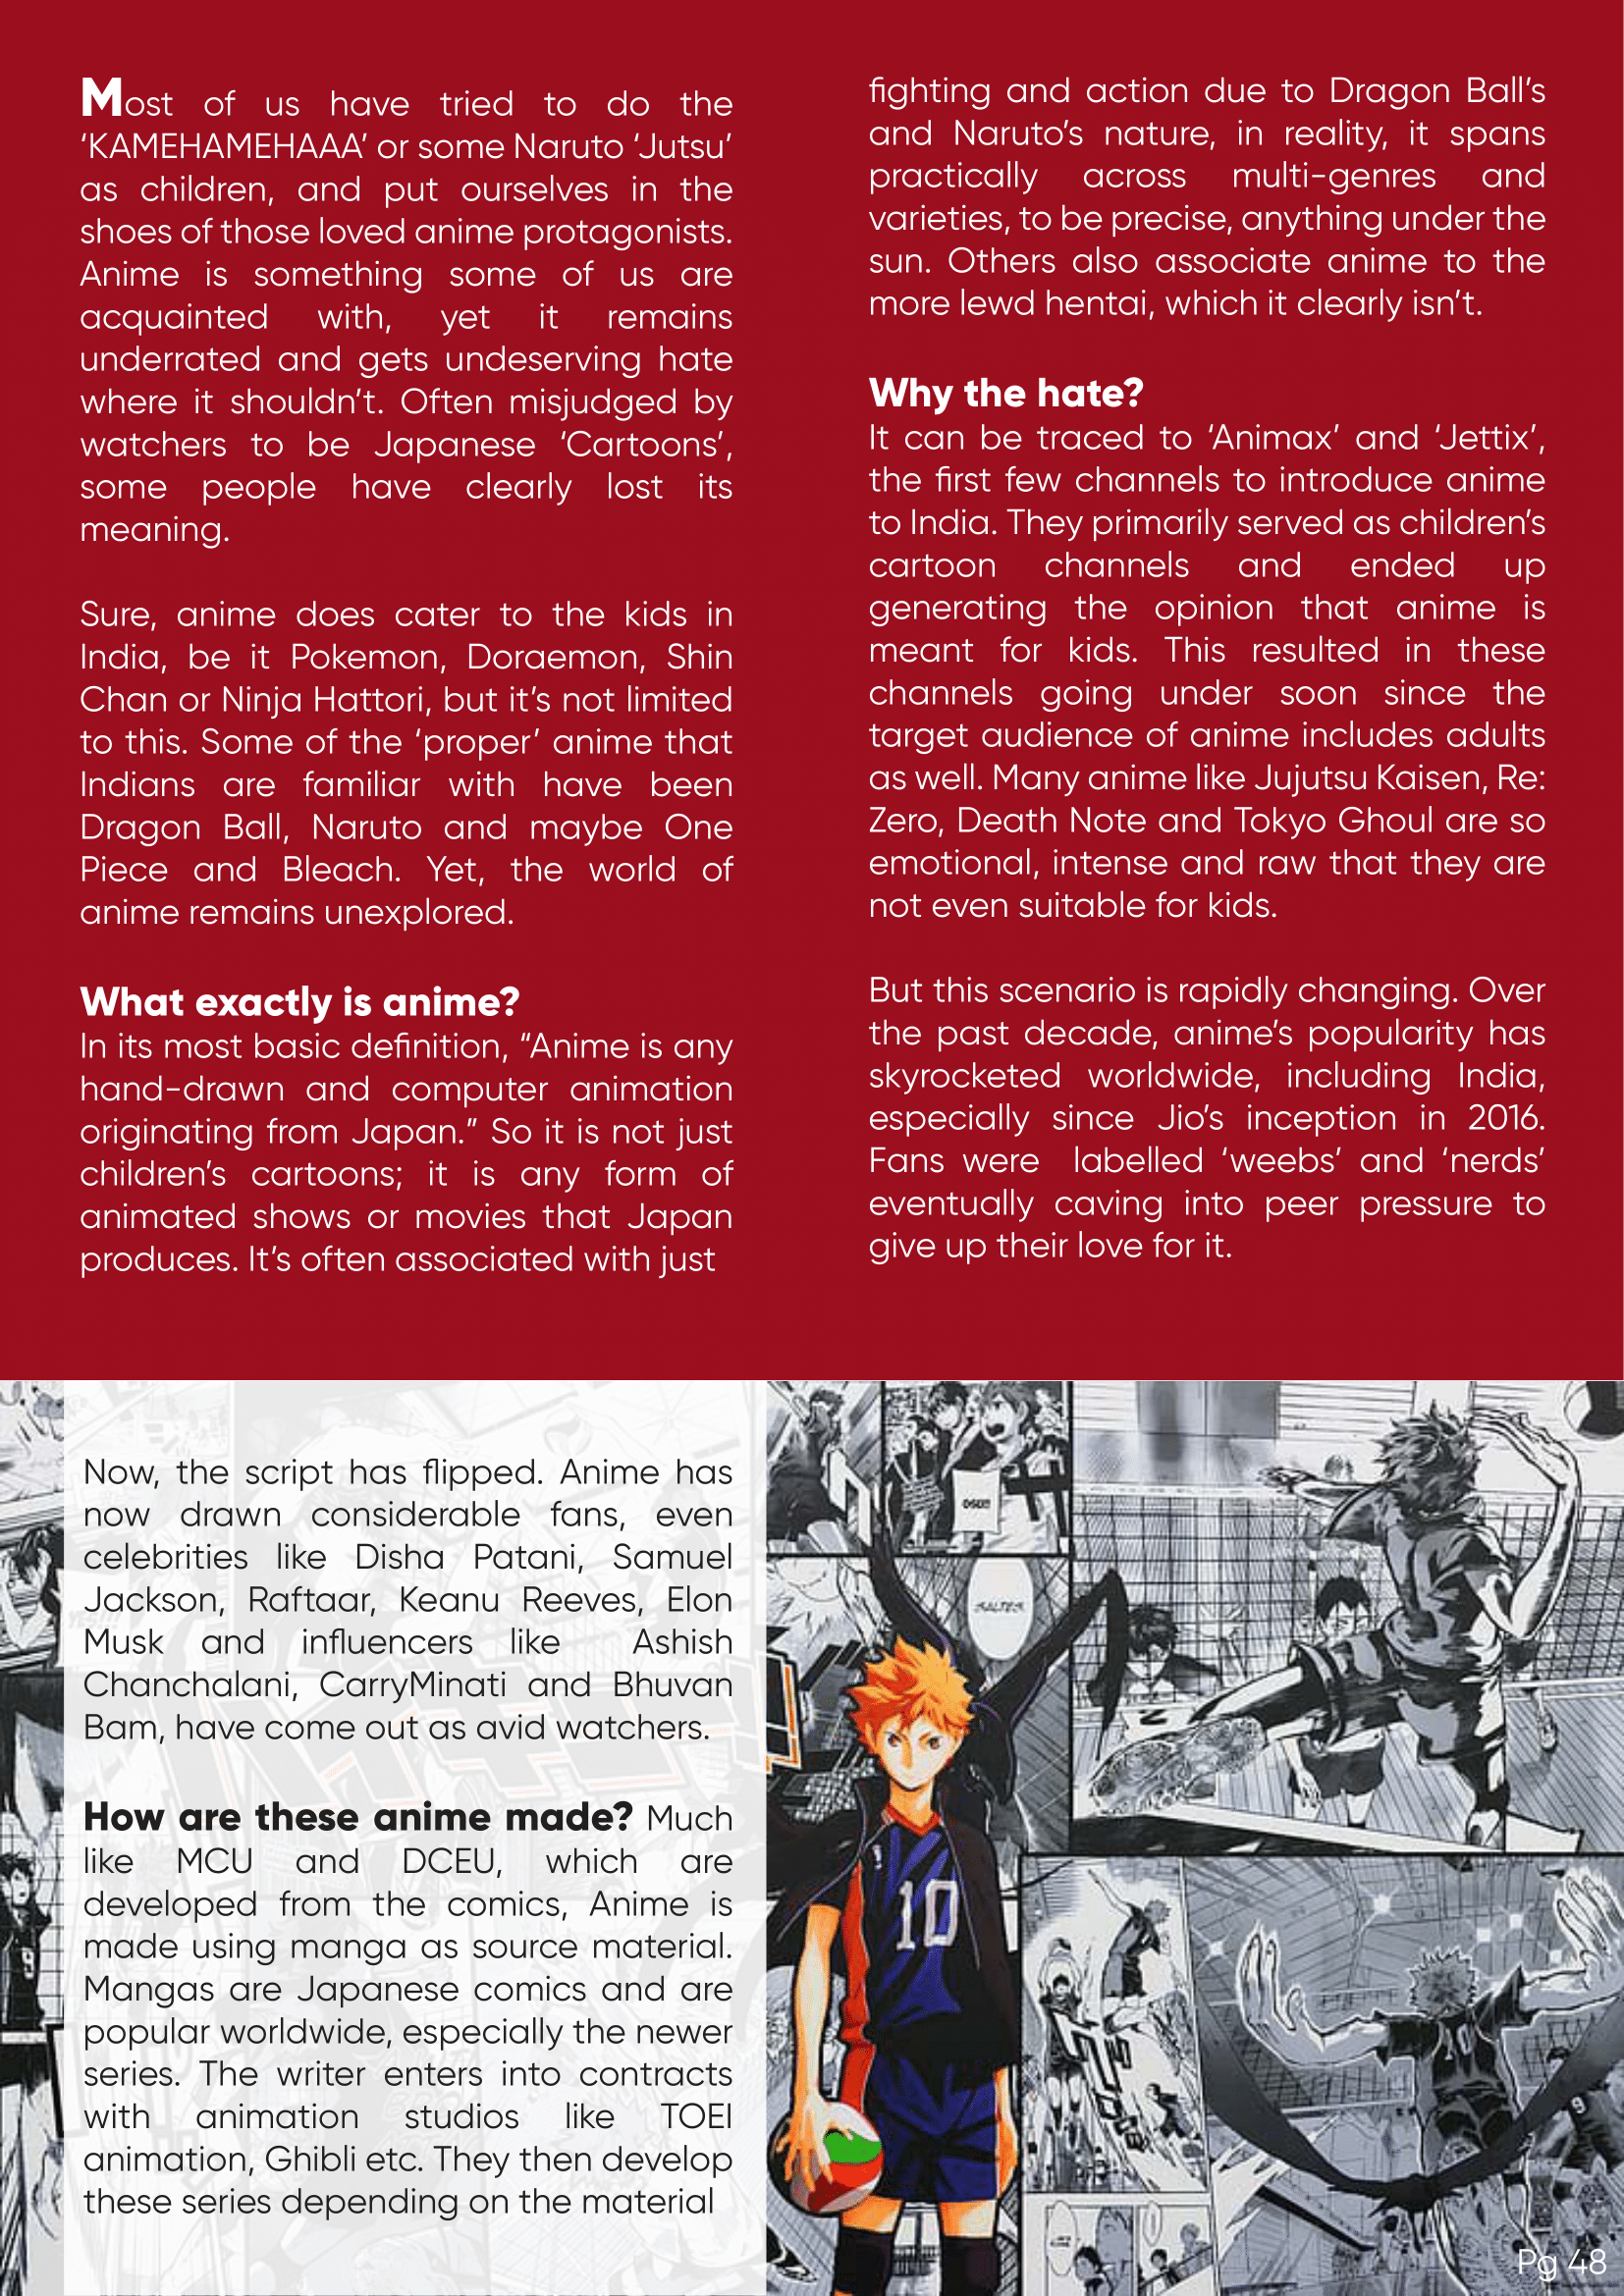 Most of us have tried to do the
‘KAMEHAMEHAAA’ or some Naruto ‘Jutsu’
as children, and put ourselves in the
shoes of those loved anime protagonists.
Anime is something some of us are
acquainted with, yet it remains
underrated and gets undeserving hate
where it shouldn’t. Often misjudged by
watchers to be Japanese ‘Cartoons’,
some people have clearly lost its
meaning.
Sure, anime does cater to the kids in
India, be it Pokemon, Doraemon, Shin
Chan or Ninja Hattori, but it’s not limited
to this. Some of the ‘proper’ anime that
Indians are familiar with have been
Dragon Ball, Naruto and maybe One
Piece and Bleach. Yet, the world of
anime remains unexplored.
What exactly is anime?
In its most basic definition, “Anime is any
hand-drawn and computer animation
originating from Japan.” So it is not just
children’s cartoons; it is any form of
animated shows or movies that Japan
produces. It’s often associated with just
fighting and action due to Dragon Ball’s
and Naruto’s nature, in reality, it spans
practically across multi-genres and
varieties, to be precise, anything under the
sun. Others also associate anime to the
more lewd hentai, which it clearly isn’t.
Why the hate?
It can be traced to ‘Animax’ and ‘Jettix’,
the first few channels to introduce anime
to India. They primarily served as children’s
cartoon channels and ended up
generating the opinion that anime is
meant for kids. This resulted in these
channels going under soon since the
target audience of anime includes adults
as well. Many anime like Jujutsu Kaisen, Re:
Zero, Death Note and Tokyo Ghoul are so
emotional, intense and raw that they are
not even suitable for kids.
But this scenario is rapidly changing. Over
the past decade, anime’s popularity has
skyrocketed worldwide, including India,
especially since Jio’s inception in 2016.
Fans were labelled ‘weebs’ and ‘nerds’
eventually caving into peer pressure to
give up their love for it.
Now, the script has flipped. Anime has
now drawn considerable fans, even
celebrities like Disha Patani, Samuel
Jackson, Raftaar, Keanu Reeves, Elon
Musk and influencers like Ashish
Chanchalani, CarryMinati and Bhuvan
Bam, have come out as avid watchers.
How are these anime made? Much
like MCU and DCEU, which are
developed from the comics, Anime is
made using manga as source material.
Mangas are Japanese comics and are
popular worldwide, especially the newer
series. The writer enters into contracts
with animation studios like TOEI
animation, Ghibli etc. They then develop
these series depending on the material
10
Pg 48